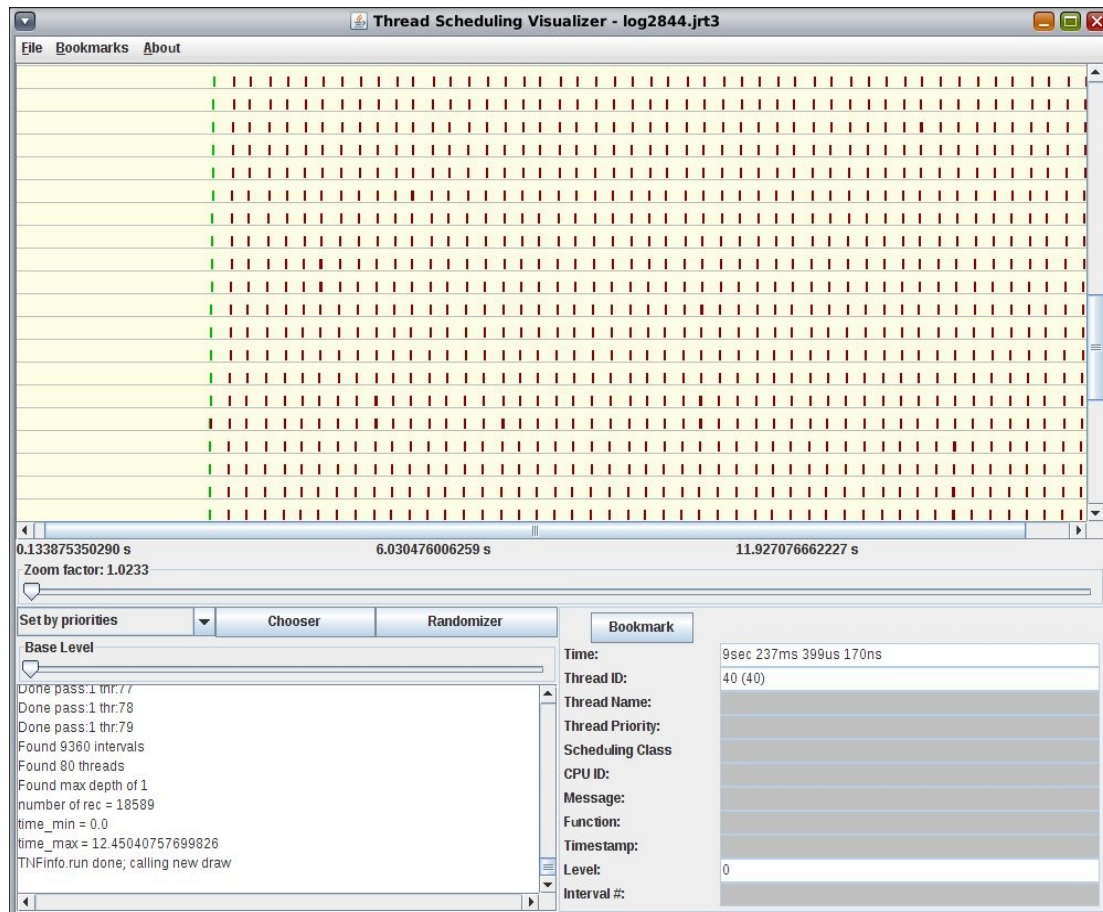 Thread Scheduling Visualizer - log2844.jrt3
File Bookmarks About
0.133875350290 s 6.030476006259 s 11.927076662227 s
Zoom factor: 1.0233
Set by priorities Chooser Randomizer
Base Level
Done pass:1 thr:77
Done pass:1 thr:78
Done pass:1 thr:79
Found 9360 intervals
Found 80 threads
Found max depth of 1
number of rec = 18589
time_min = 0.0
time_max = 12.45040757699826
TNFinfo.run done; calling new draw
Bookmark
Time: 9sec 237ms 399us 170ns
Thread ID: 40 (40)
Thread Name:
Thread Priority:
Scheduling Class
CPU ID:
Message:
Function:
Timestamp:
Level: 0
Interval #: